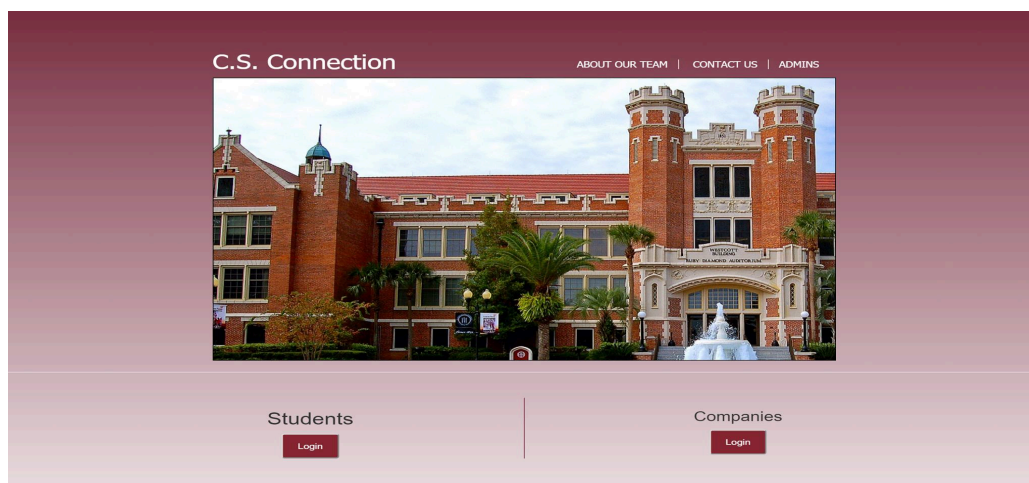 C.S. Connection
ABOUT OUR TEAM | CONTACT US | ADMINS
WESTCOTT
BUILDING
RUBY DIAMOND AUDITORIUM
Students
Companies
Login
Login